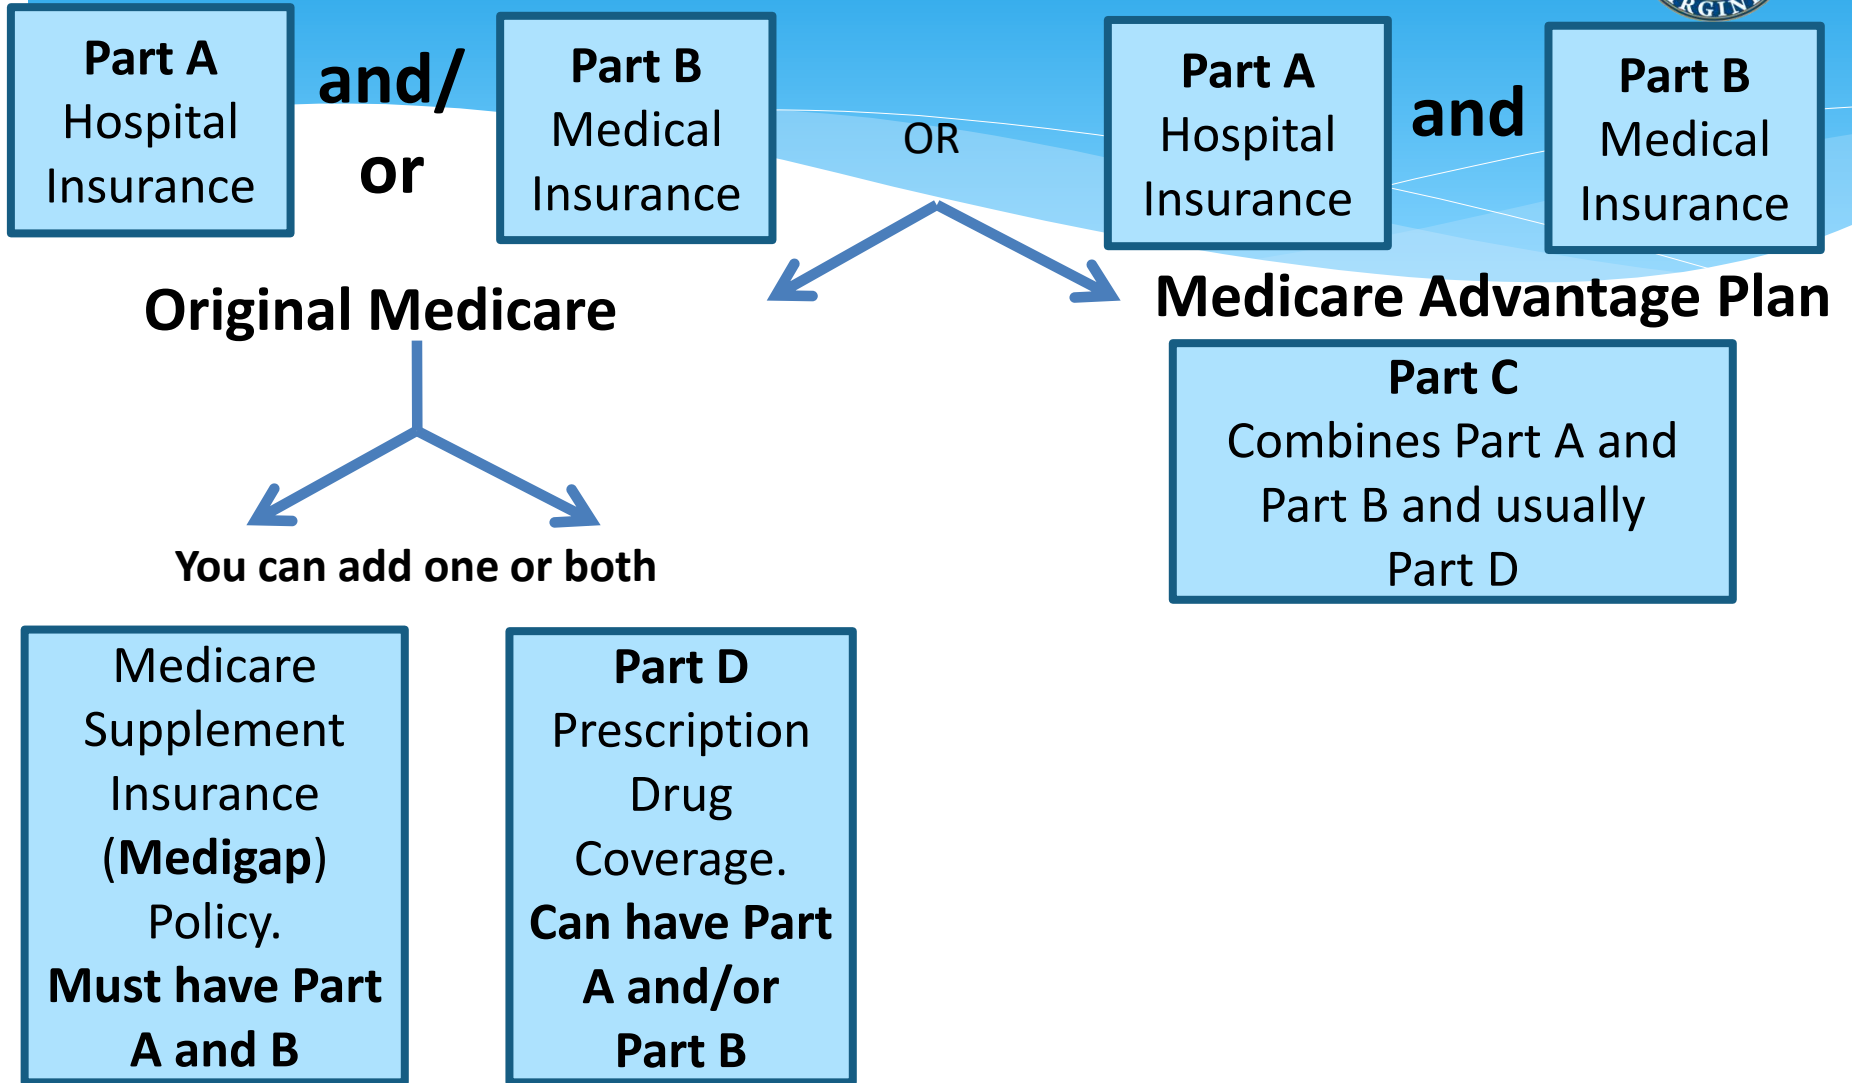 Part A
Hospital
Insurance
and/
or
Part B
Medical
Insurance
OR
Part A
Hospital
Insurance
and
Part B
Medical
Insurance
Original Medicare
Medicare Advantage Plan
Part C
Combines Part A and
Part B and usually
Part D
You can add one or both
Medicare
Supplement
Insurance
(Medigap)
Policy.
Must have Part
A and B
Part D
Prescription
Drug
Coverage.
Can have Part
A and/or
Part B